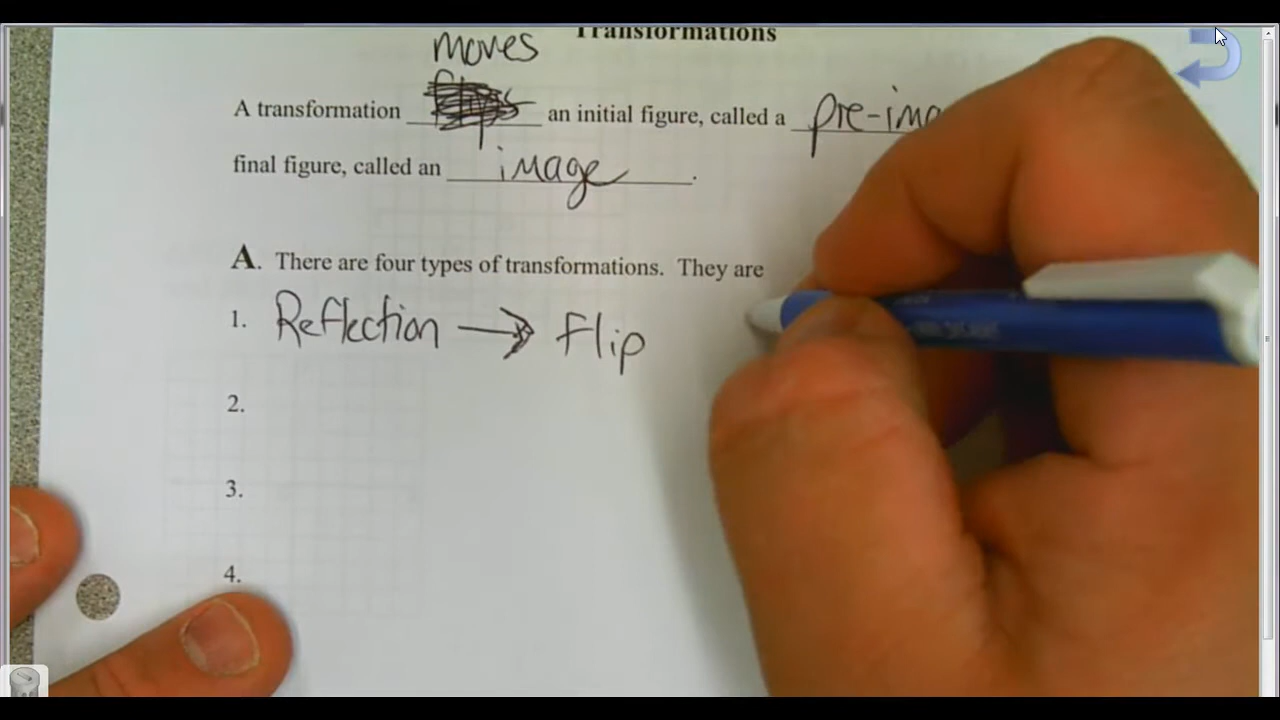 Transformations
moves
A transformation an initial figure, called a pre-ima
final figure, called an image.
A. There are four types of transformations. They are
1. Reflection → Flip
2.
3.
4.